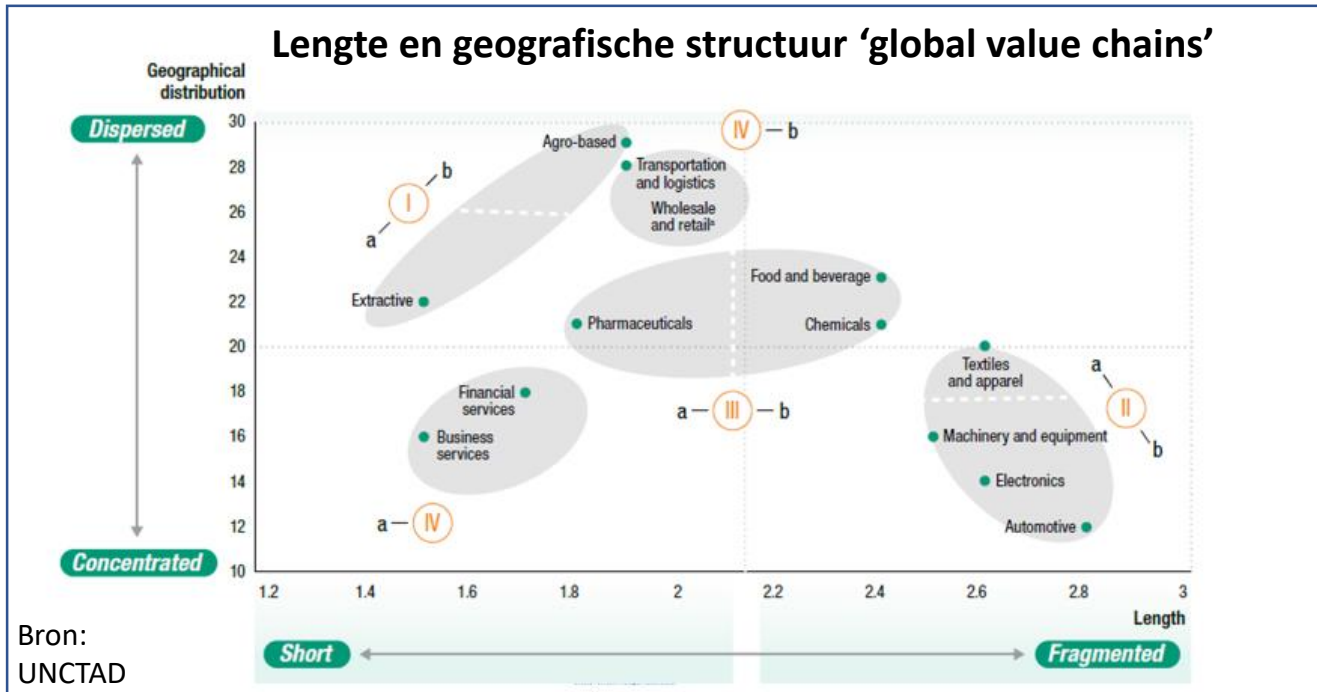 Lengte en geografische structuur ‘global value chains’
Geographical
distribution
Dispersed
30
28
26
24
22
20
18
16
14
12
10
Concentrated
Agro-based
IV
b
Transportation
and logistics
Wholesale
and retailᵃ
b
I
a
Extractive
Food and beverage
Pharmaceuticals
Chemicals
Textiles
and apparel
a
II
b
Financial
services
Business
services
a
III
b
Machinery and equipment
Electronics
Automotive
a
IV
1.2
1.4
1.6
1.8
2
2.2
2.4
2.6
2.8
3
Length
Short
Fragmented
Bron:
UNCTAD